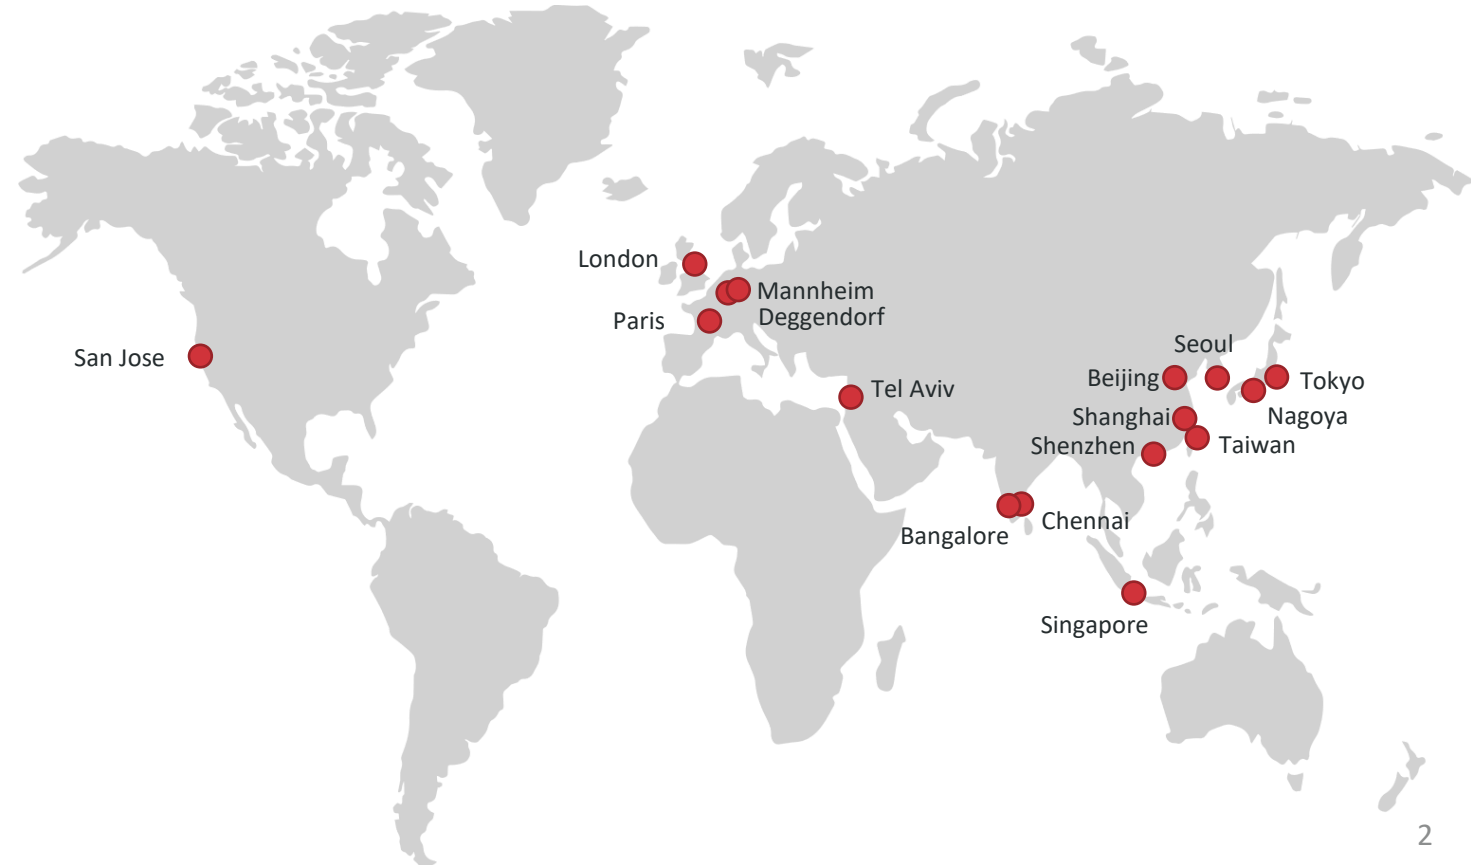 London
Mannheim
Deggendorf
Paris
San Jose
Seoul
Beijing
Tokyo
Tel Aviv
Shanghai
Nagoya
Shenzhen
Taiwan
Chennai
Bangalore
Singapore
2